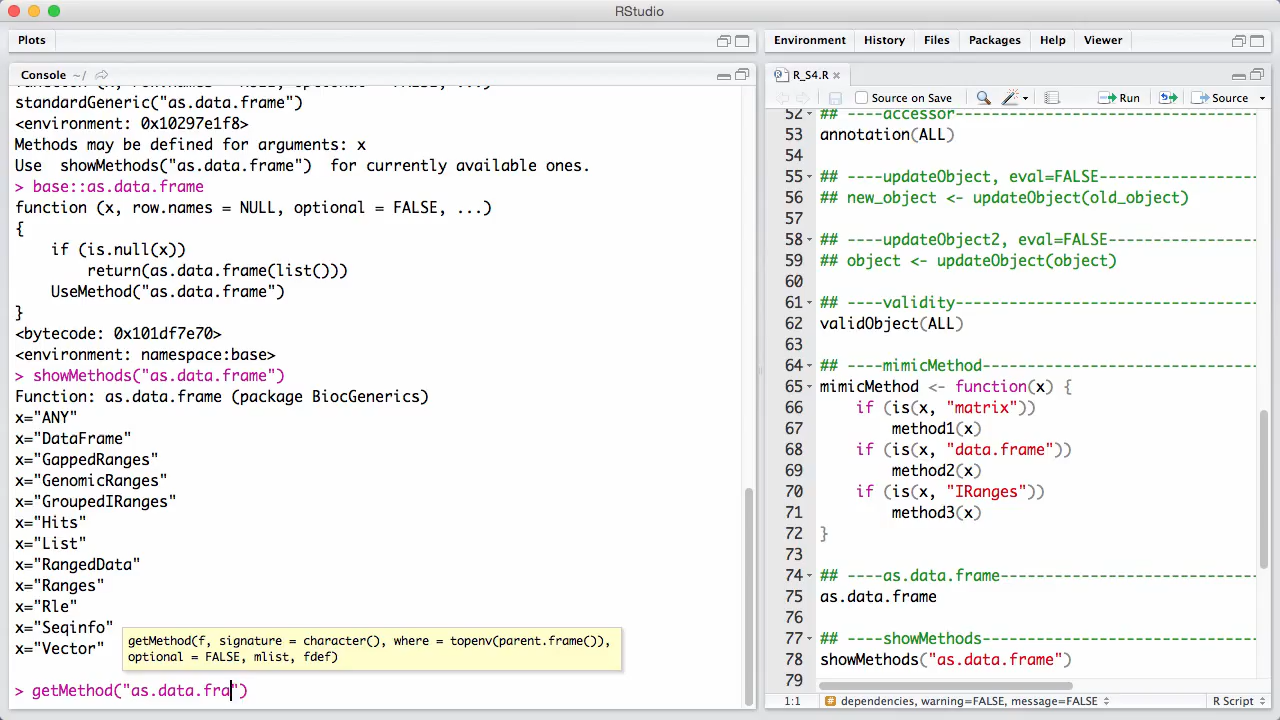 RStudio
Plots
Console ~/
standardGeneric("as.data.frame")
<environment: 0x10297e1f8>
Methods may be defined for arguments: x
Use  showMethods("as.data.frame")  for currently available ones.
> base::as.data.frame
function (x, row.names = NULL, optional = FALSE, ...)
{
    if (is.null(x))
        return(as.data.frame(list()))
    UseMethod("as.data.frame")
}
<bytecode: 0x101df7e70>
<environment: namespace:base>
> showMethods("as.data.frame")
Function: as.data.frame (package BiocGenerics)
x="ANY"
x="DataFrame"
x="GappedRanges"
x="GenomicRanges"
x="GroupedIRanges"
x="Hits"
x="List"
x="RangedData"
x="Ranges"
x="Rle"
x="Seqinfo"
x="Vector"
getMethod(f, signature = character(), where = topenv(parent.frame()),
optional = FALSE, mlist, fdef)
> getMethod("as.data.fra")
Environment History Files Packages Help Viewer
R_S4.R
Source on Save Run Source
52 ## ----accessor--------------------------------
53 annotation(ALL)
54
55 ## ----updateObject, eval=FALSE----------------
56 ## new_object <- updateObject(old_object)
57
58 ## ----updateObject2, eval=FALSE---------------
59 ## object <- updateObject(object)
60
61 ## ----validity--------------------------------
62 validObject(ALL)
63
64 ## ----mimicMethod-----------------------------
65 mimicMethod <- function(x) {
66     if (is(x, "matrix"))
67         method1(x)
68     if (is(x, "data.frame"))
69         method2(x)
70     if (is(x, "IRanges"))
71         method3(x)
72 }
73
74 ## ----as.data.frame---------------------------
75 as.data.frame
76
77 ## ----showMethods-----------------------------
78 showMethods("as.data.frame")
79
1:1 # dependencies, warning=FALSE, message=FALSE R Script